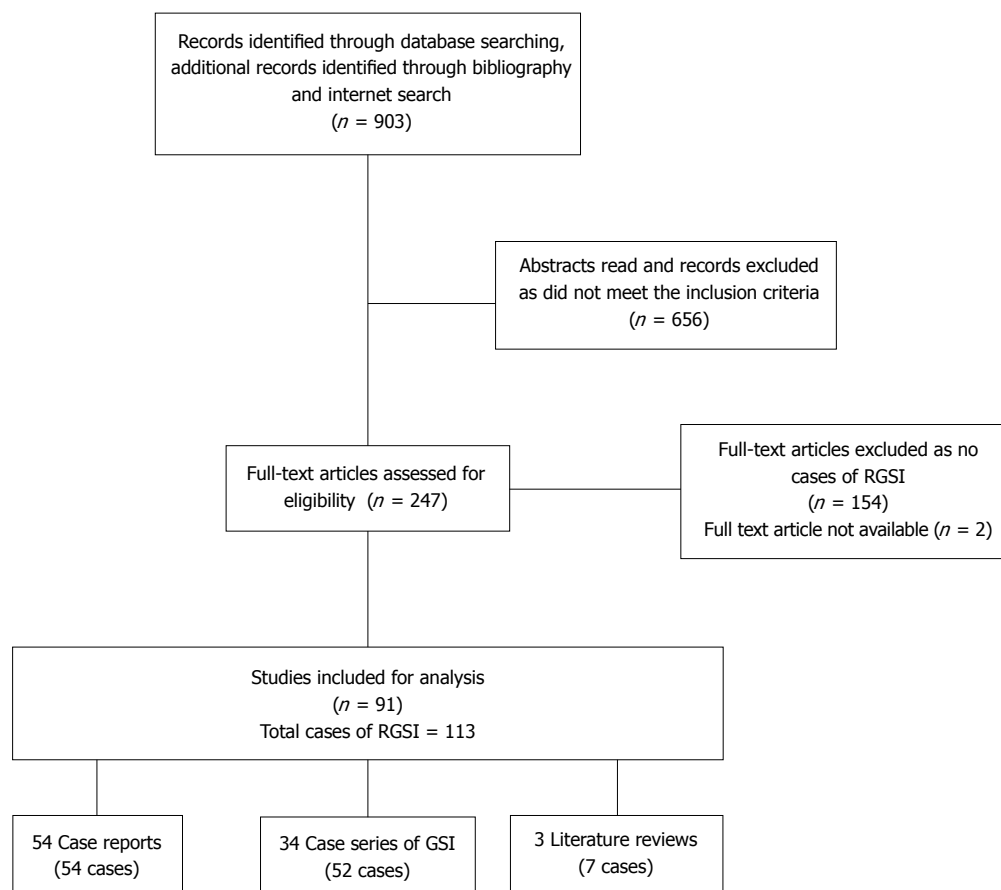 Records identified through database searching,
additional records identified through bibliography
and internet search
(n = 903)
Abstracts read and records excluded
as did not meet the inclusion criteria
(n = 656)
Full-text articles assessed for
eligibility (n = 247)
Full-text articles excluded as no
cases of RGSI
(n = 154)
Full text article not available (n = 2)
Studies included for analysis
(n = 91)
Total cases of RGSI = 113
54 Case reports
(54 cases)
34 Case series of GSI
(52 cases)
3 Literature reviews
(7 cases)